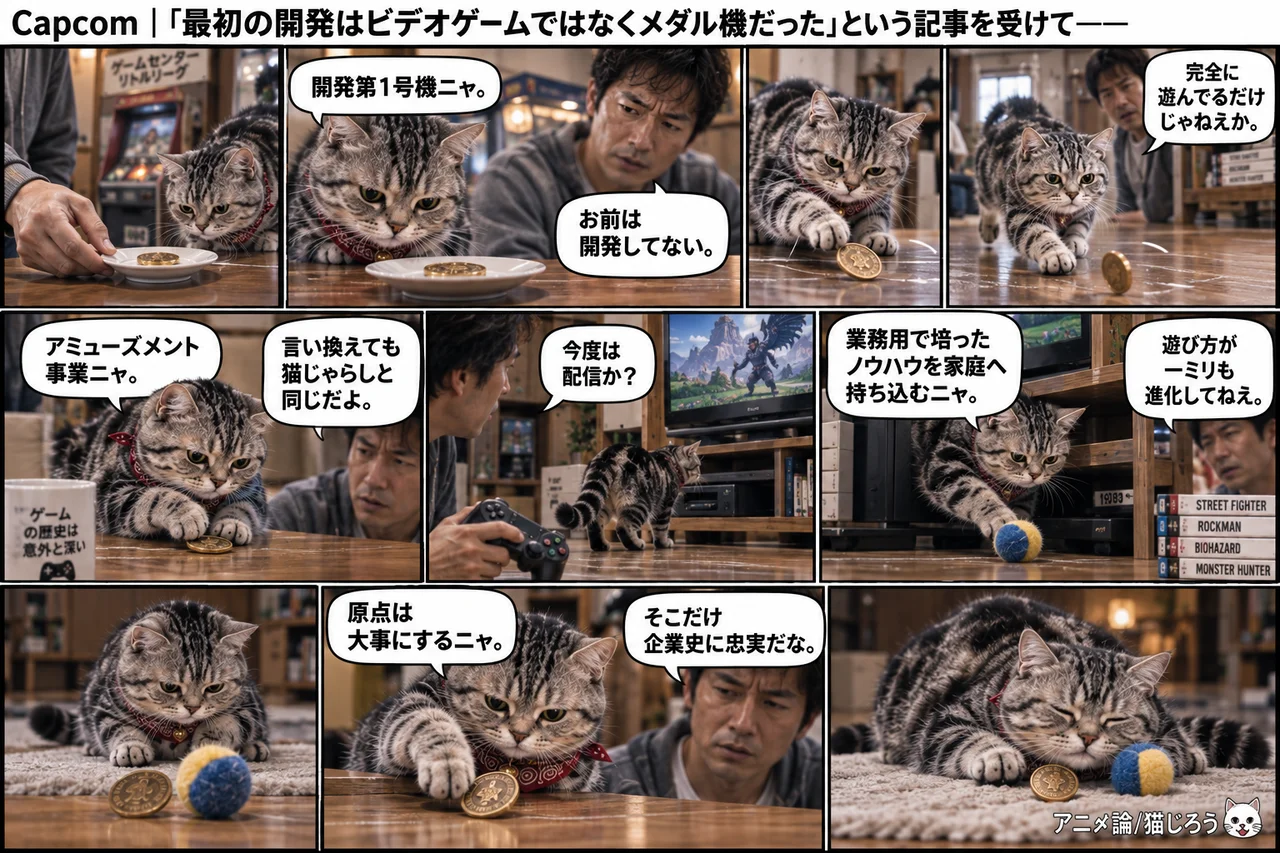 Capcom｜「最初の開発はビデオゲームではなくメダル機だった」という記事を受けて――
ゲームセンター
リトルリーグ
開発第1号機ニャ。
お前は
開発してない。
完全に
遊んでるだけ
じゃねえか。
アミューズメント
事業ニャ。
言い換えても
猫じゃらしと
同じだよ。
ゲーム
の歴史は
意外と深い
今度は
配信か？
業務用で培った
ノウハウを家庭へ
持ち込むニャ。
遊び方が
一ミリも
進化してねえ。
1983
STREET FIGHTER
ROCKMAN
BIOHAZARD
MONSTER HUNTER
原点は
大事にするニャ。
そこだけ
企業史に忠実だな。
アニメ論/猫じろう